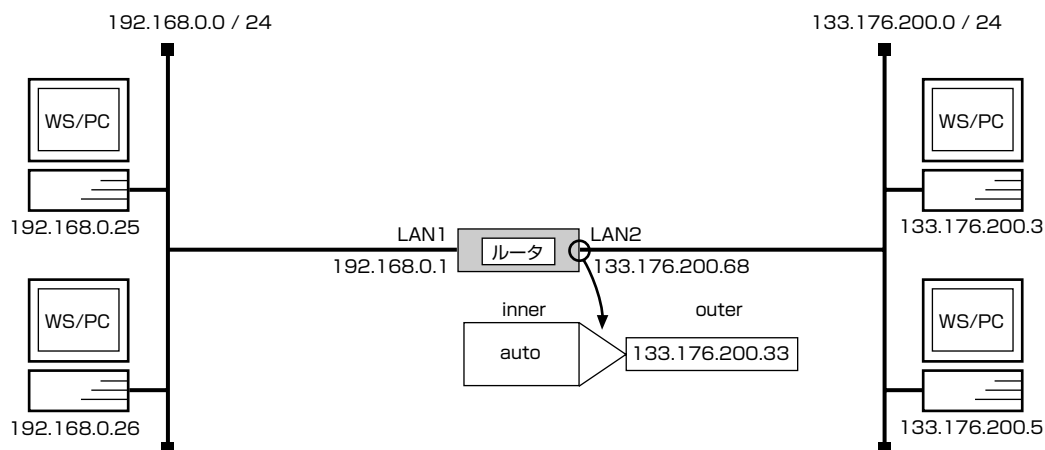 192.168.0.0 / 24
133.176.200.0 / 24
WS/PC
WS/PC
192.168.0.25
133.176.200.3
LAN1
LAN2
ルータ
192.168.0.1
133.176.200.68
inner
outer
auto
133.176.200.33
WS/PC
WS/PC
192.168.0.26
133.176.200.5